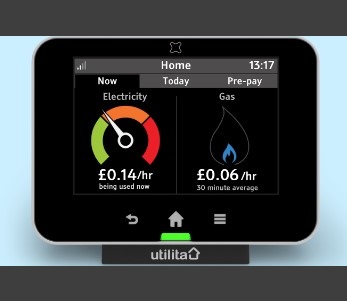 Home 13:17
Now Today Pre-pay
Electricity Gas
£0.14/hr £0.06/hr
being used now 30 minute average
utilita